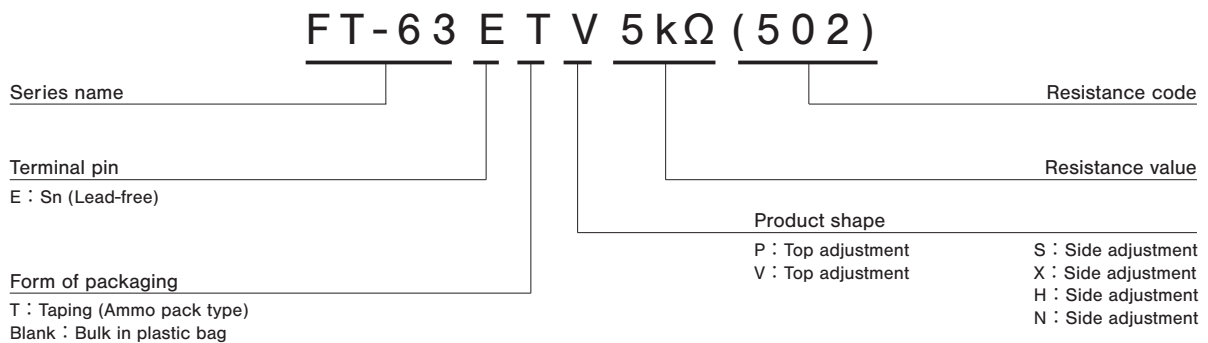 FT-63 E T V 5kΩ (502)
Series name
Resistance code
Terminal pin
E：Sn (Lead-free)
Resistance value
Product shape
P：Top adjustment
V：Top adjustment
S：Side adjustment
X：Side adjustment
H：Side adjustment
N：Side adjustment
Form of packaging
T：Taping (Ammo pack type)
Blank：Bulk in plastic bag